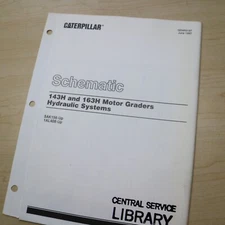 CATERPILLAR
Schematic
143H and 163H Motor Graders
Hydraulic Systems
CENTRAL SERVICE
LIBRARY